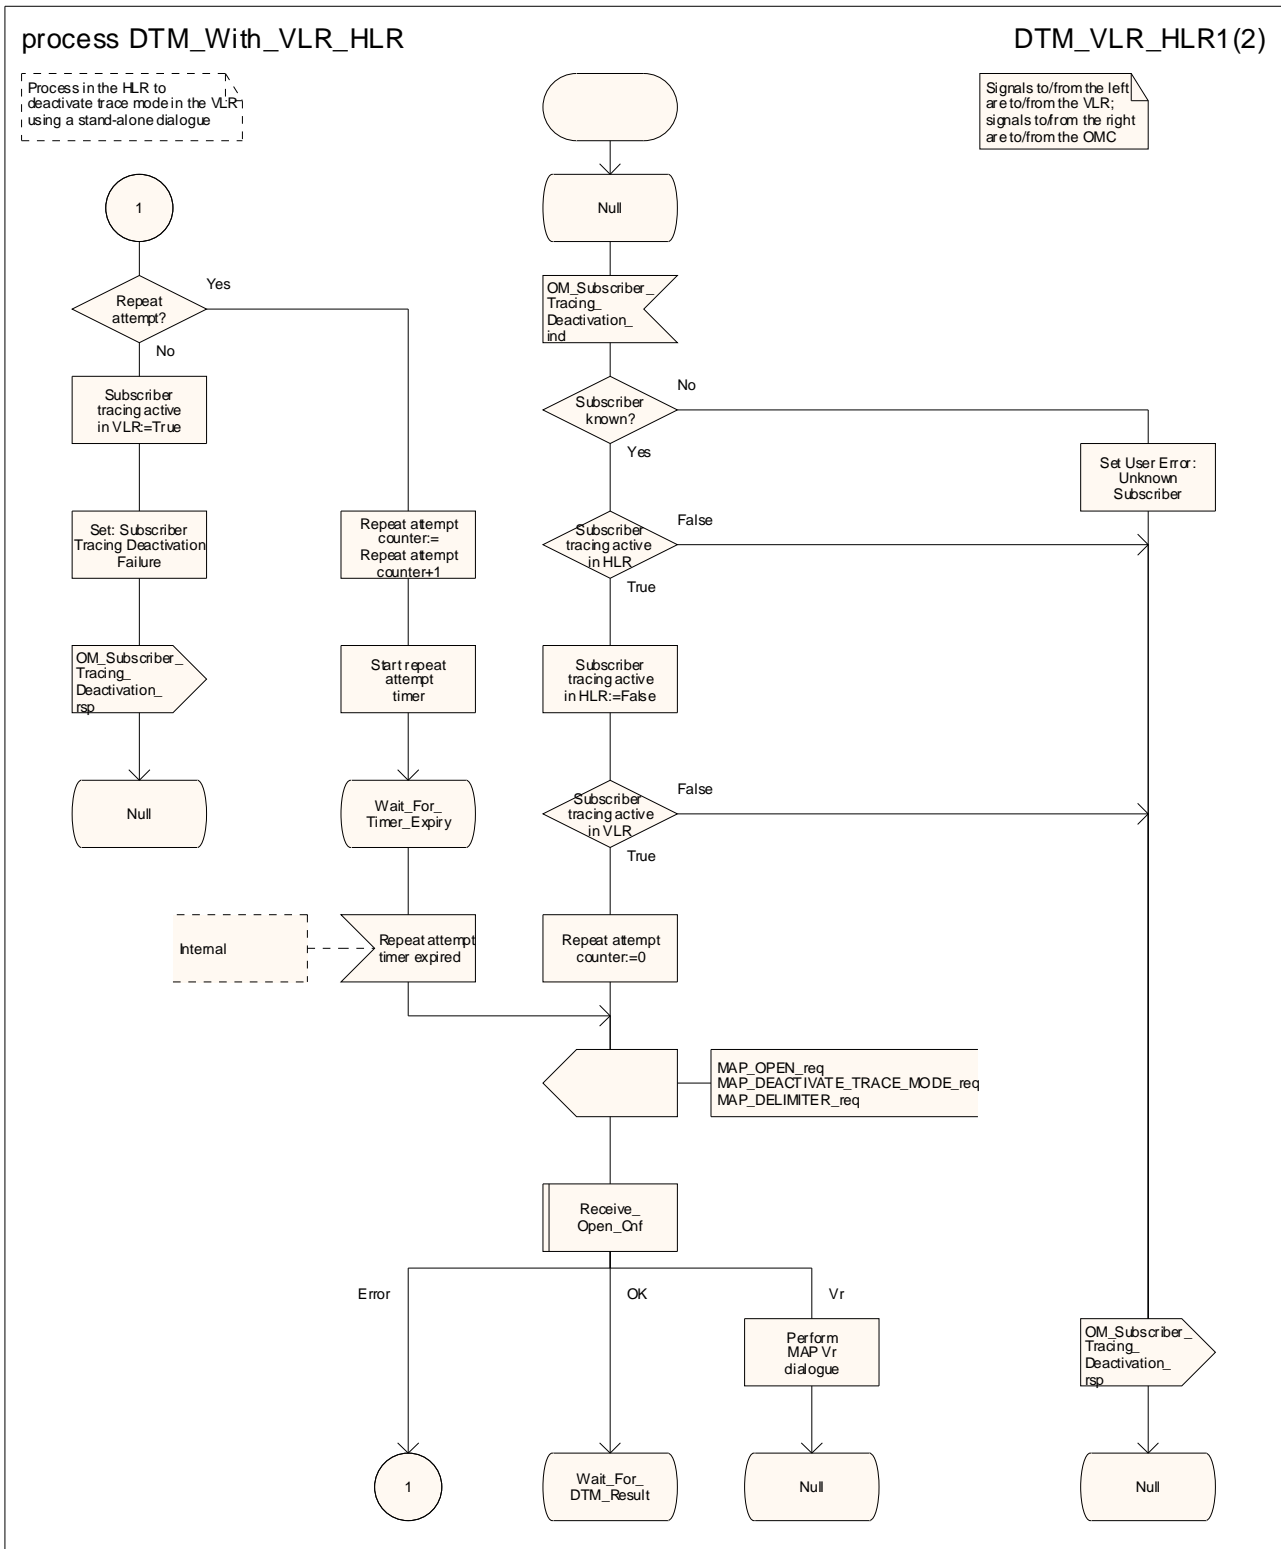 process DTM_With_VLR_HLR
DTM_VLR_HLR1(2)
Process in the HLR to
deactivate trace mode in the VLR
using a stand-alone dialogue
Signals to/from the left
are to/from the VLR;
signals to/from the right
are to/from the OMC
1
Null
OM_Subscriber_
Tracing_
Deactivation_
ind
Repeat
attempt?
Yes
No
Subscriber
known?
No
Yes
Subscriber
tracing active
in VLR:=True
Set User Error:
Unknown
Subscriber
Set: Subscriber
Tracing Deactivation
Failure
Repeat attempt
counter:=
Repeat attempt
counter+1
Subscriber
tracing active
in HLR
False
True
OM_Subscriber_
Tracing_
Deactivation_
rsp
Start repeat
attempt
timer
Subscriber
tracing active
in HLR:=False
Null
Wait_For_
Timer_Expiry
Subscriber
tracing active
in VLR
False
True
Internal
Repeat attempt
timer expired
Repeat attempt
counter:=0
MAP_OPEN_req
MAP_DEACTIVATE_TRACE_MODE_req
MAP_DELIMITER_req
Receive_
Open_Cnf
Error
OK
Vr
Perform
MAP Vr
dialogue
OM_Subscriber_
Tracing_
Deactivation_
rsp
1
Wait_For_
DTM_Result
Null
Null